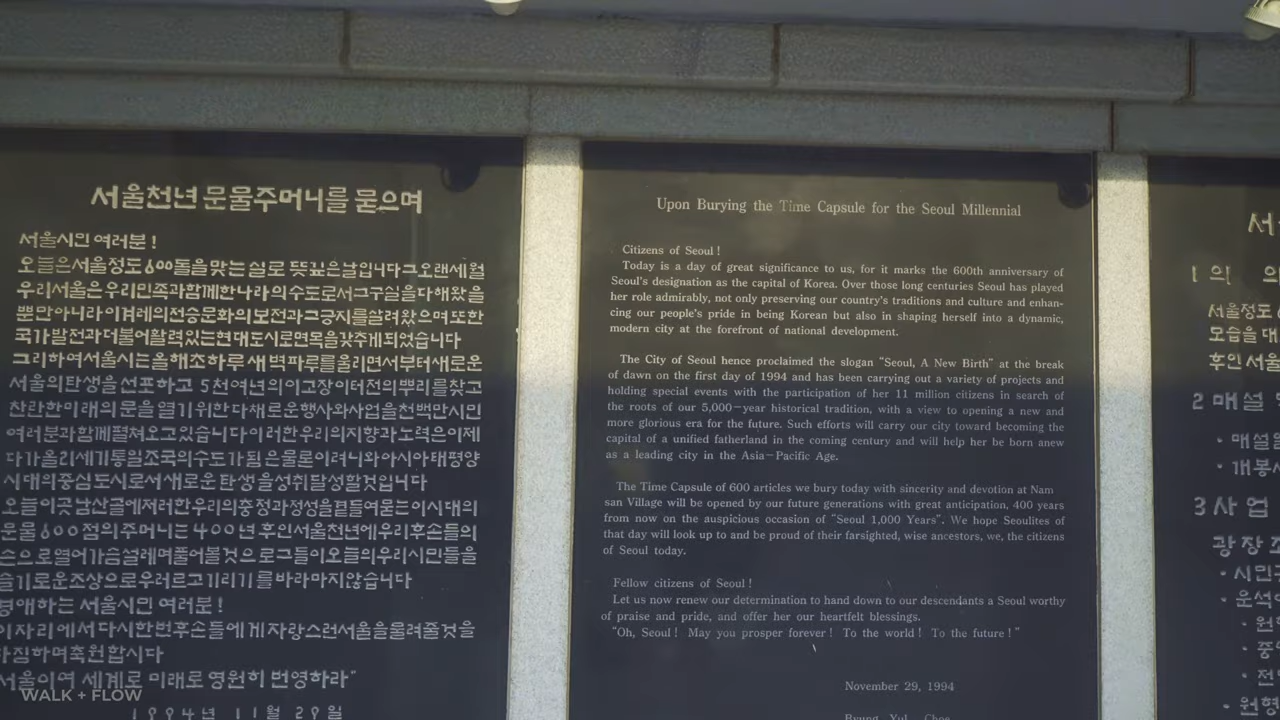 서울천년 문물주머니를 묻으며
서울시민 여러분 !
오늘은서울정도600돌을맞는실로 뜻깊은날입니다그오랜세월
우리서울은우리민족과함께한나라의수도로서그구실을다해왔을
뿐만아니라이겨레의전승문화의보전과그긍지를살려왔으며또한
국가발전과더불어활력있는현대도시로면목을갖추게되었습니다
그리하여서울시는올해초하루 새벽파루를울리면서부터새로운
서울의탄생을선포하고 5천여년의이고장이터전의뿌리를찾고
찬란한미래의문을열기위한다채로운행사와사업을천백만시민
여러분과함께펼쳐오고있습니다이러한우리의지향과노력은이제
다가올21세기통일조국의수도가됨은물론이려니와아시아태평양
시대의중심도시로서새로운탄생을성취달성할것입니다
오늘이곳남산골에저러한우리의충정과정성을곁들여묻는이시대의
문물600점의주머니는 400년 후인서울천년에우리후손들의
손으로열어가슴설레며풀어볼것으로그들이오늘의우리시민들을
슬기로운조상으로우러르고기리기를바라마지않습니다
경애하는 서울시민 여러분 !
이자리에서다시한번후손들에게자랑스런서울을물려줄것을
다짐하며축원합시다
서울이여 세계로 미래로 영원히 번영하라"
1994년 11월 29일
Upon Burying the Time Capsule for the Seoul Millennial
Citizens of Seoul !
Today is a day of great significance to us, for it marks the 600th anniversary of
Seoul's designation as the capital of Korea. Over those long centuries Seoul has played
her role admirably, not only preserving our country's traditions and culture and enhan-
cing our people's pride in being Korean but also in shaping herself into a dynamic,
modern city at the forefront of national development.
The City of Seoul hence proclaimed the slogan "Seoul, A New Birth" at the break
of dawn on the first day of 1994 and has been carrying out a variety of projects and
holding special events with the participation of her 11 million citizens in search of
the roots of our 5,000-year historical tradition, with a view to opening a new and
more glorious era for the future. Such efforts will carry our city toward becoming the
capital of a unified fatherland in the coming century and will help her be born anew
as a leading city in the Asia-Pacific Age.
The Time Capsule of 600 articles we bury today with sincerity and devotion at Nam
san Village will be opened by our future generations with great anticipation, 400 years
from now on the auspicious occasion of "Seoul 1,000 Years". We hope Seoulites of
that day will look up to and be proud of their farsighted, wise ancestors, we, the citizens
of Seoul today.
Fellow citizens of Seoul !
Let us now renew our determination to hand down to our descendants a Seoul worthy
of praise and pride, and offer her our heartfelt blessings.
"Oh, Seoul ! May you prosper forever ! To the world ! To the future ! "
November 29, 1994
Byung Yul Choe
서
1 의 의
서울정도
모습을 대
후인 서울
2 매설
• 매설
• 개봉
3 사 업
광장
• 시민
• 운석
• 원형
WALK + FLOW